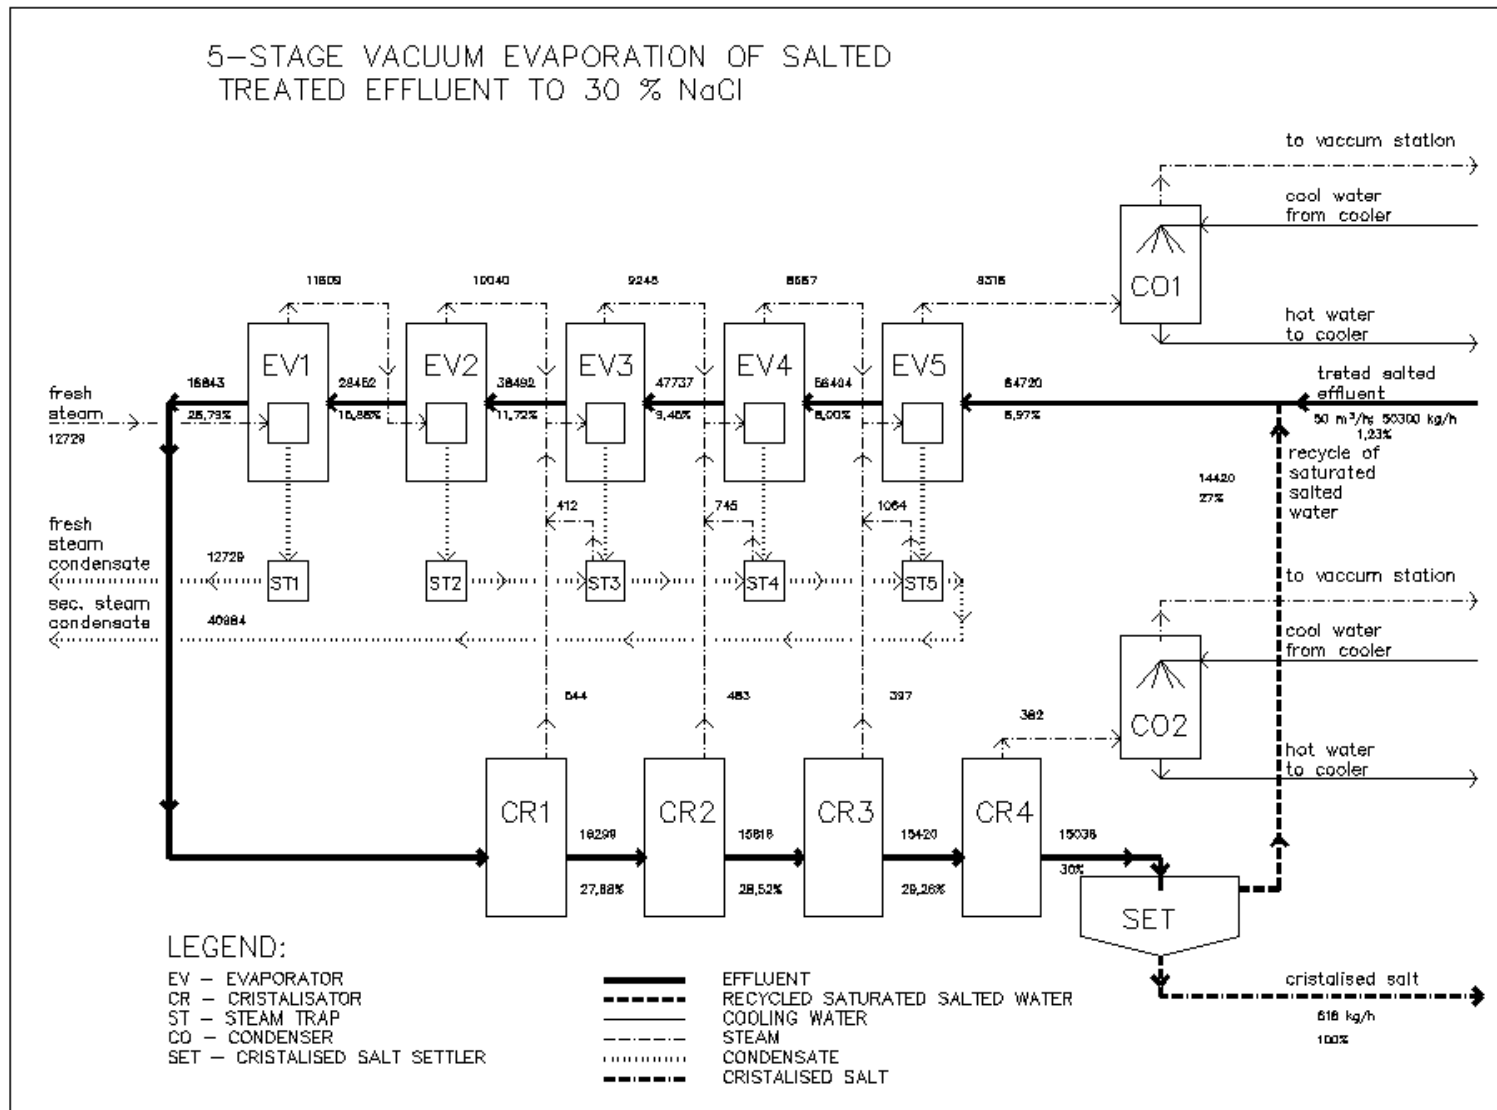 5-STAGE VACUUM EVAPORATION OF SALTED
TREATED EFFLUENT TO 30 % NaCl
to vaccum station
cool water
from cooler
CO1
hot water
to cooler
11609
10040
9245
8318
EV1
EV2
EV3
EV4
EV5
fresh
steam
12729
16843
28452
38492
47737
56404
64720
26,79%
11,72%
9,45%
8,00%
6,97%
treted salted
effluent
50 m³/h; 50300 kg/h
1,23%
recycle of
saturated
salted
water
14420
27%
412
745
1064
fresh
steam
condensate
12729
ST1
ST2
ST3
ST4
ST5
sec. steam
condensate
40984
to vaccum station
cool water
from cooler
CO2
hot water
to cooler
544
483
397
382
CR1
CR2
CR3
CR4
16299
15816
15420
15038
27,88%
28,52%
29,26%
30%
SET
cristalised salt
618 kg/h
100%
LEGEND:
EV - EVAPORATOR
CR - CRISTALISATOR
ST - STEAM TRAP
CO - CONDENSER
SET - CRISTALISED SALT SETTLER
EFFLUENT
RECYCLED SATURATED SALTED WATER
COOLING WATER
STEAM
CONDENSATE
CRISTALISED SALT